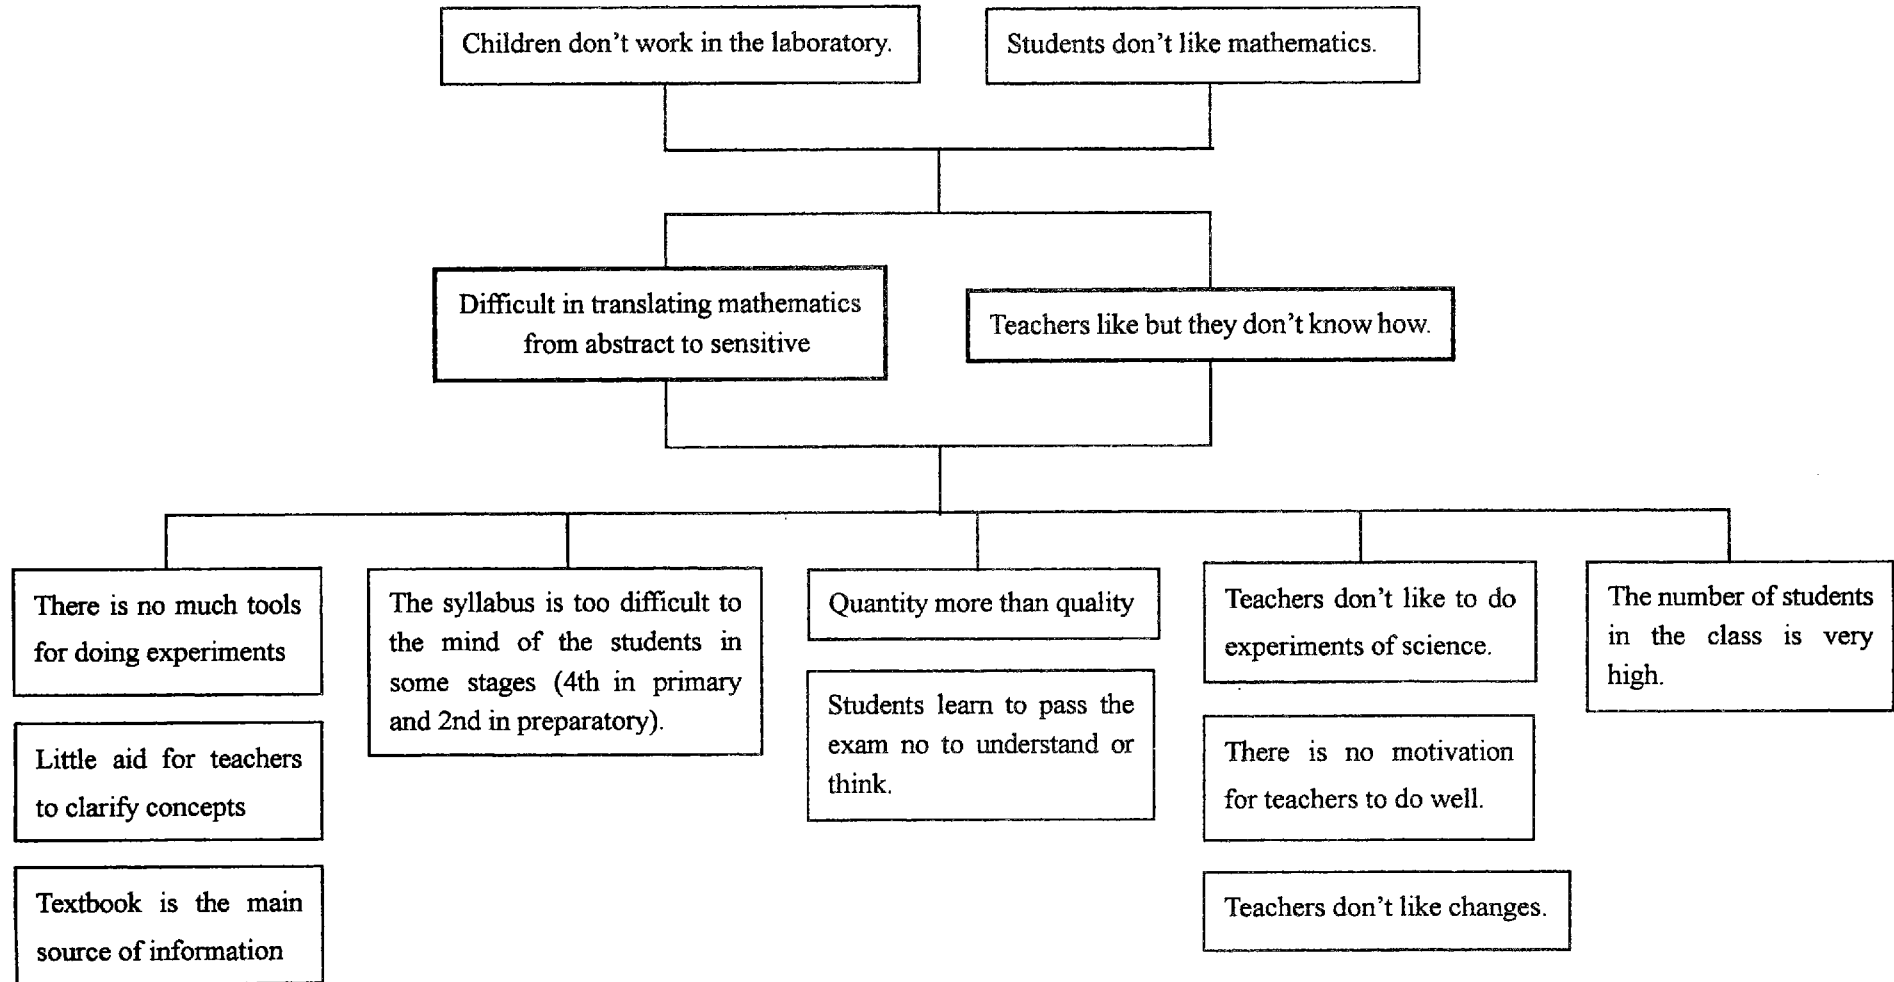 Children don't work in the laboratory.
Students don't like mathematics.
Difficult in translating mathematics
from abstract to sensitive
Teachers like but they don't know how.
There is no much tools
for doing experiments
Little aid for teachers
to clarify concepts
Textbook is the main
source of information
The syllabus is too difficult to
the mind of the students in
some stages (4th in primary
and 2nd in preparatory).
Quantity more than quality
Students learn to pass the
exam no to understand or
think.
Teachers don't like to do
experiments of science.
There is no motivation
for teachers to do well.
Teachers don't like changes.
The number of students
in the class is very
high.